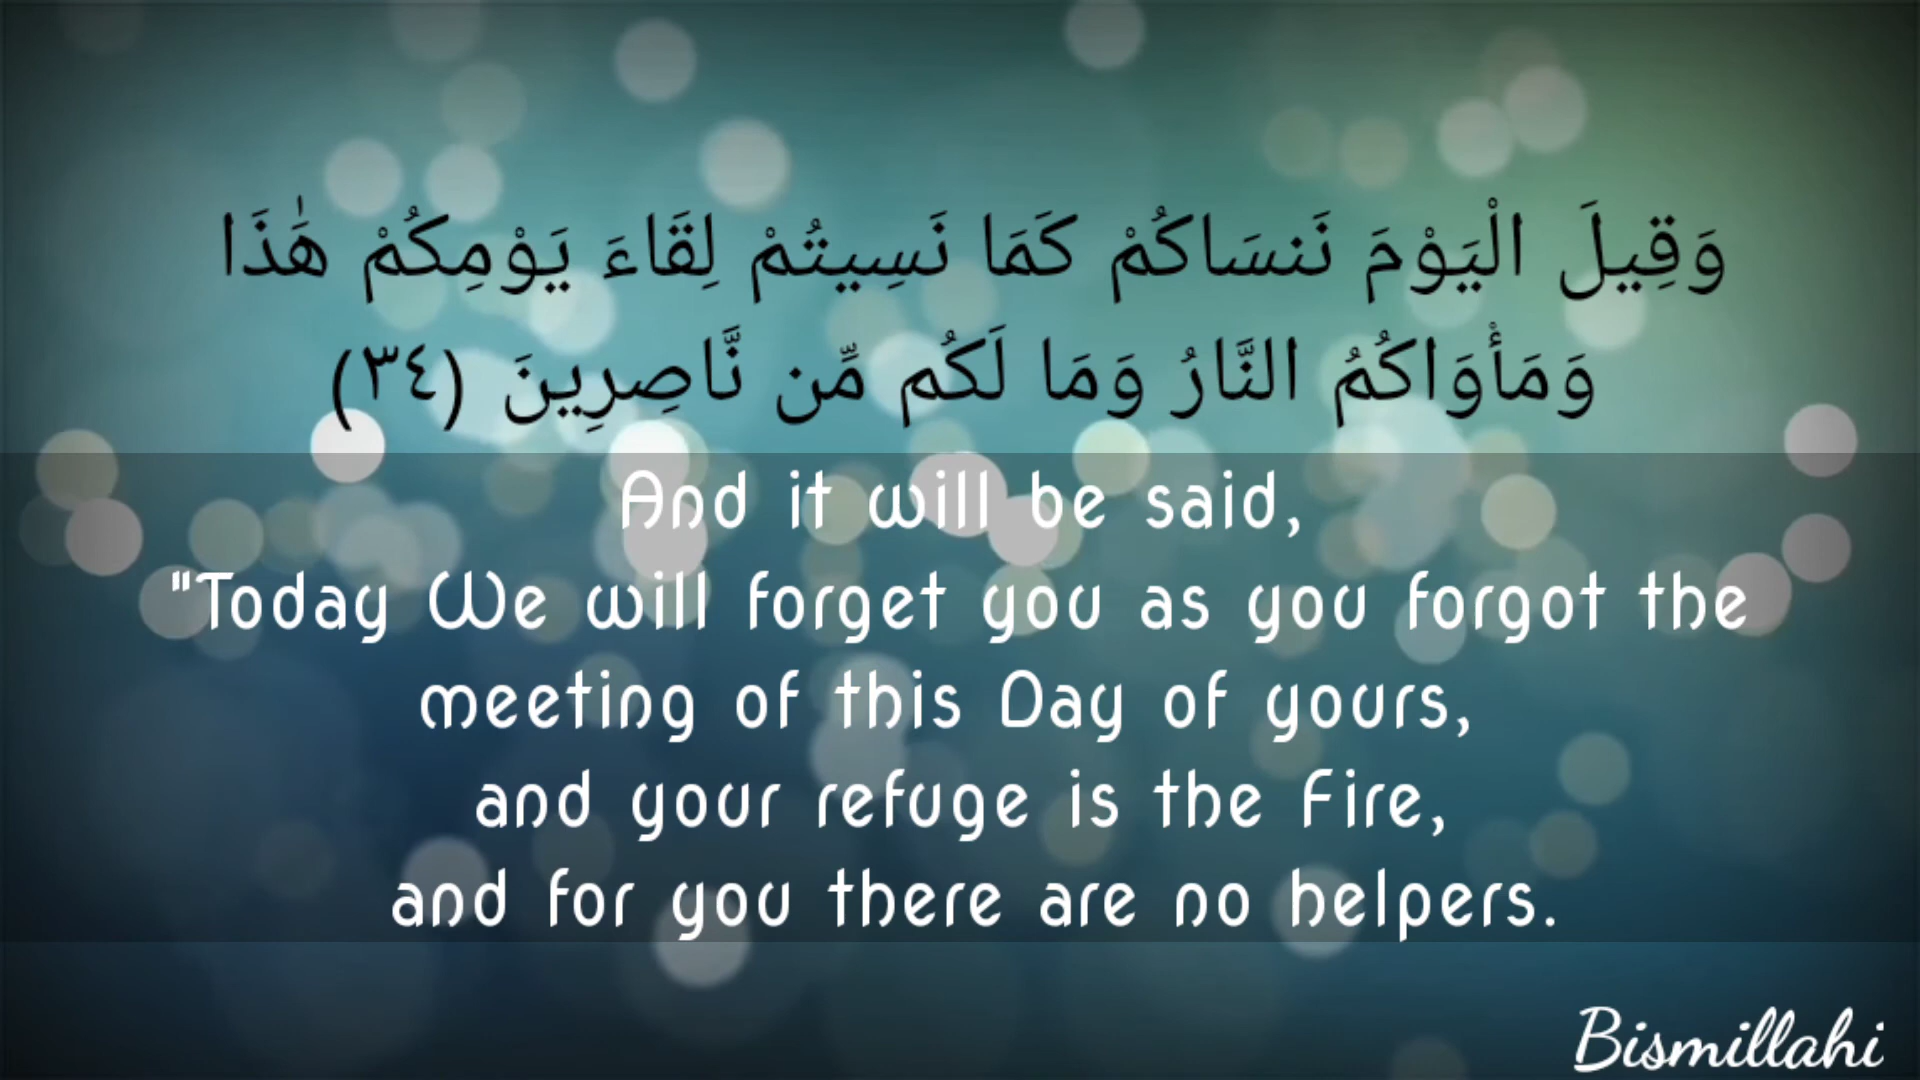 وَقِيلَ الْيَوْمَ نَنسَاكُمْ كَمَا نَسِيتُمْ لِقَاءَ يَوْمِكُمْ هَٰذَا
وَمَأْوَاكُمُ النَّارُ وَمَا لَكُم مِّن نَّاصِرِينَ (٣٤)
And it will be said,
"Today We will forget you as you forgot the
meeting of this Day of yours,
and your refuge is the Fire,
and for you there are no helpers.
Bismillahi